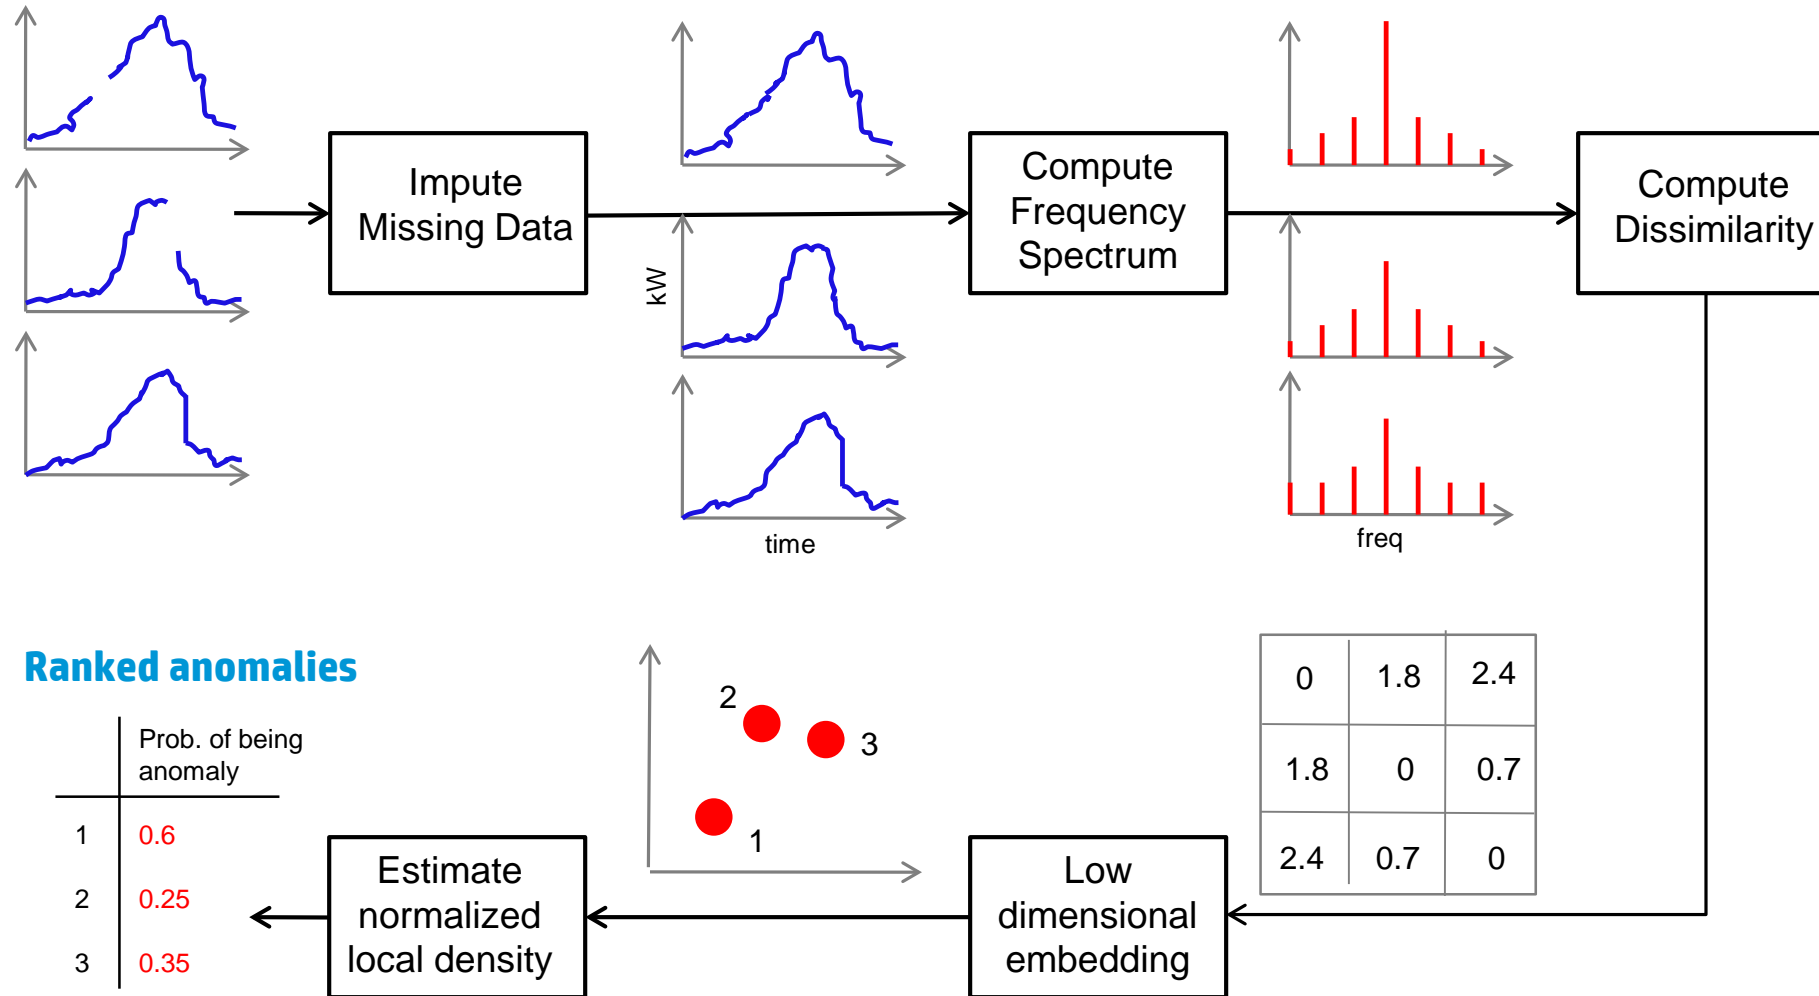 Impute
Missing Data
kW
time
Compute
Frequency
Spectrum
freq
Compute
Dissimilarity
0 1.8 2.4
1.8 0 0.7
2.4 0.7 0
Low
dimensional
embedding
2
3
1
Estimate
normalized
local density
Ranked anomalies
Prob. of being
anomaly
1 0.6
2 0.25
3 0.35